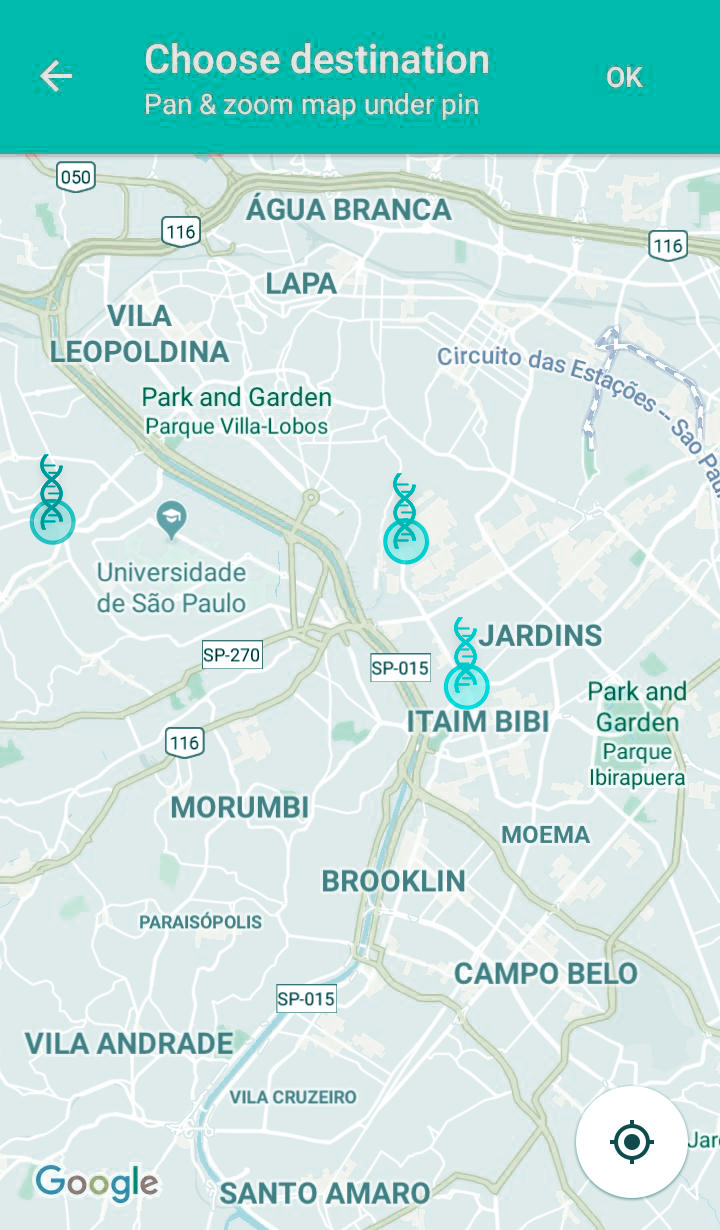 Choose destination
OK
Pan & zoom map under pin
050
ÁGUA BRANCA
116
116
LAPA
VILA
LEOPOLDINA
Circuito das Estações -- Sao Pau
Park and Garden
Parque Villa-Lobos
Universidade
de São Paulo
JARDINS
SP-270
SP-015
Park and
Garden
Parque
Ibirapuera
ITAIM BIBI
116
MORUMBI
MOEMA
BROOKLIN
PARAISÓPOLIS
CAMPO BELO
SP-015
VILA ANDRADE
VILA CRUZEIRO
Jar
Google
SANTO AMARO